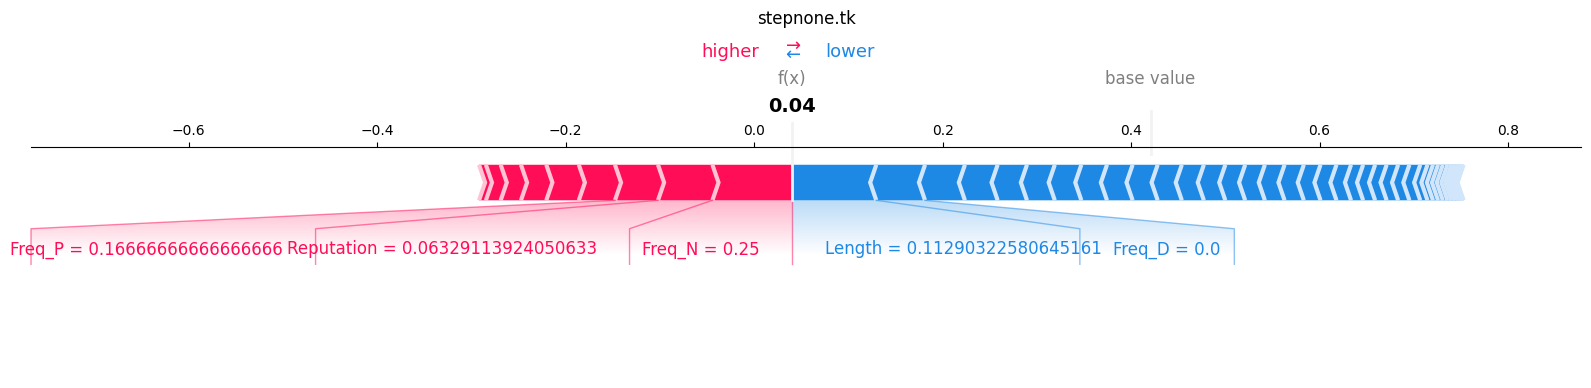 stepnone.tk
higher ⇄ lower
f(x) base value
0.04
−0.6 −0.4 −0.2 0.0 0.2 0.4 0.6 0.8
Freq_P = 0.16666666666666666 Reputation = 0.06329113924050633 Freq_N = 0.25 Length = 0.11290322580645161 Freq_D = 0.0